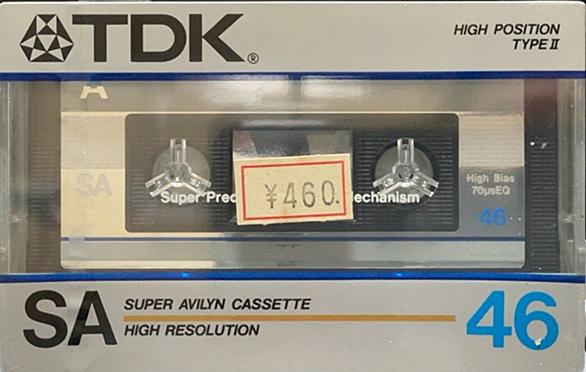 TDK®
HIGH POSITION
TYPE II
A
SA
High Bias
70µsEQ
Super Prec
¥460.
echanism
46
SA
SUPER AVILYN CASSETTE
HIGH RESOLUTION
46